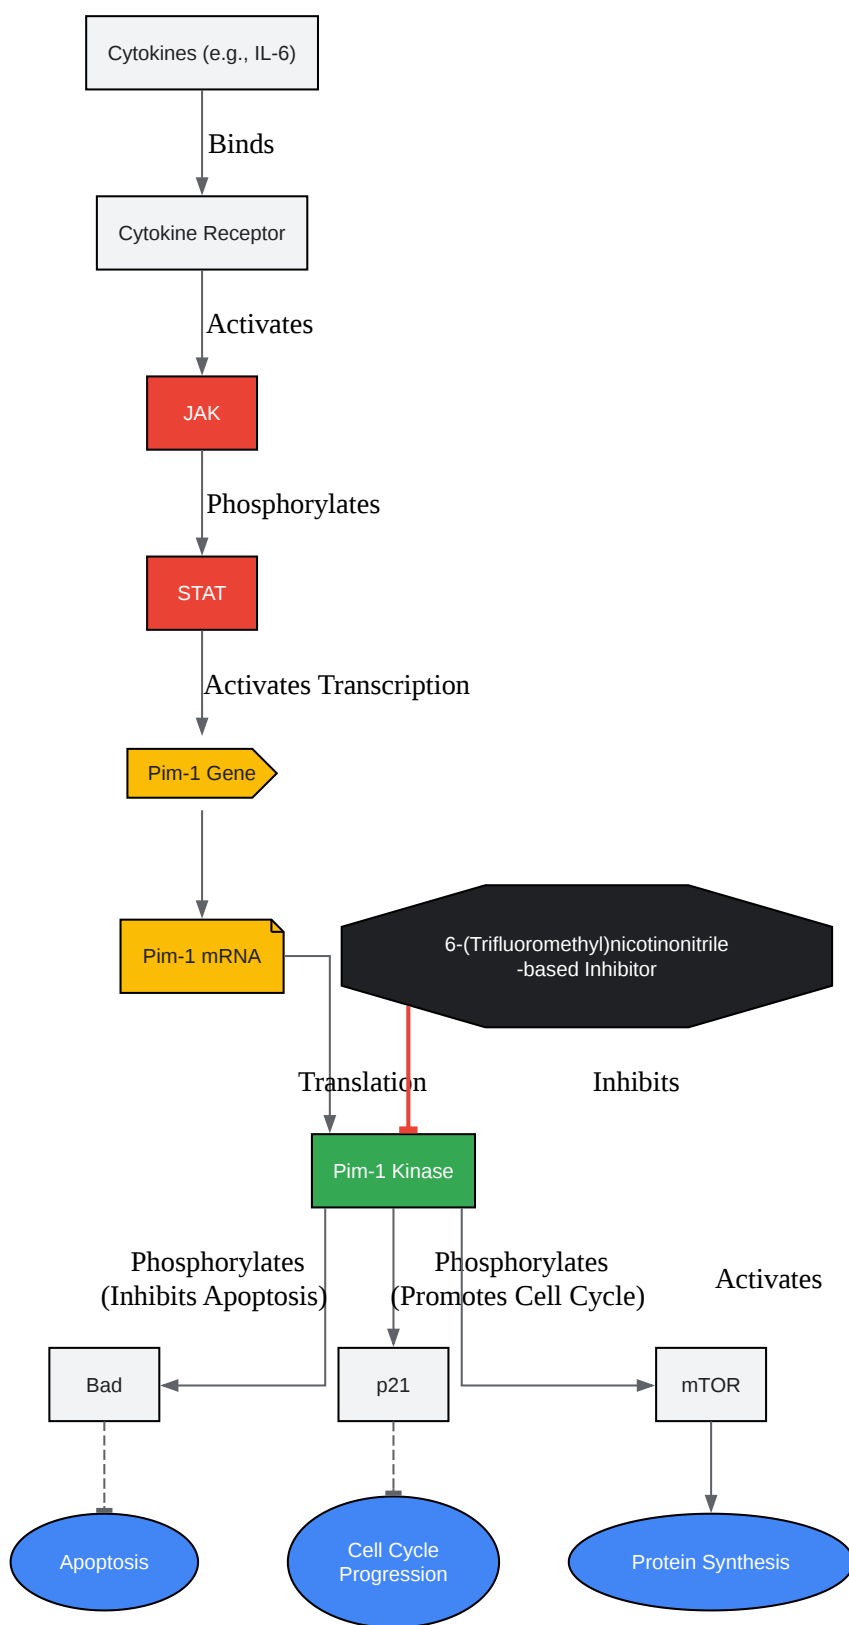 Cytokines (e.g., IL-6)
Binds
Cytokine Receptor
Activates
JAK
Phosphorylates
STAT
Activates Transcription
Pim-1 Gene
Pim-1 mRNA
6-(Trifluoromethyl)nicotinonitrile
-based Inhibitor
Translation
Inhibits
Pim-1 Kinase
Phosphorylates
(Inhibits Apoptosis)
Phosphorylates
(Promotes Cell Cycle)
Activates
Bad
p21
mTOR
Apoptosis
Cell Cycle
Progression
Protein Synthesis